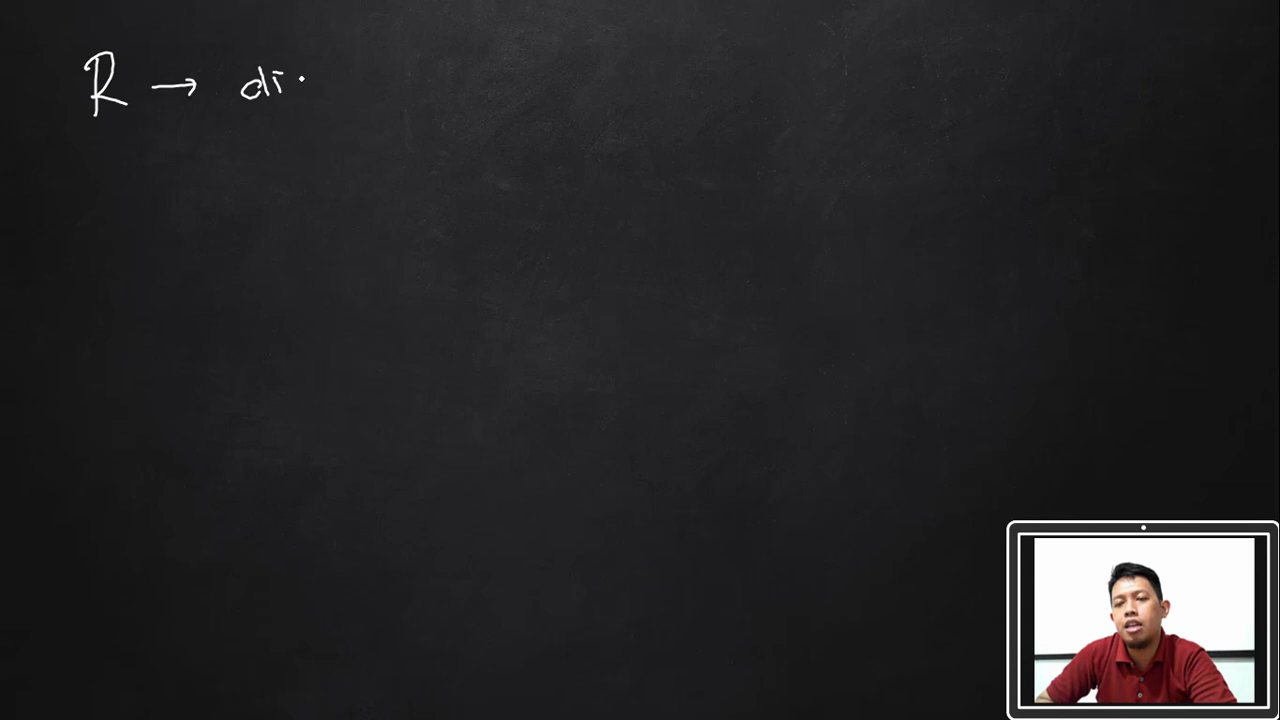 R → di